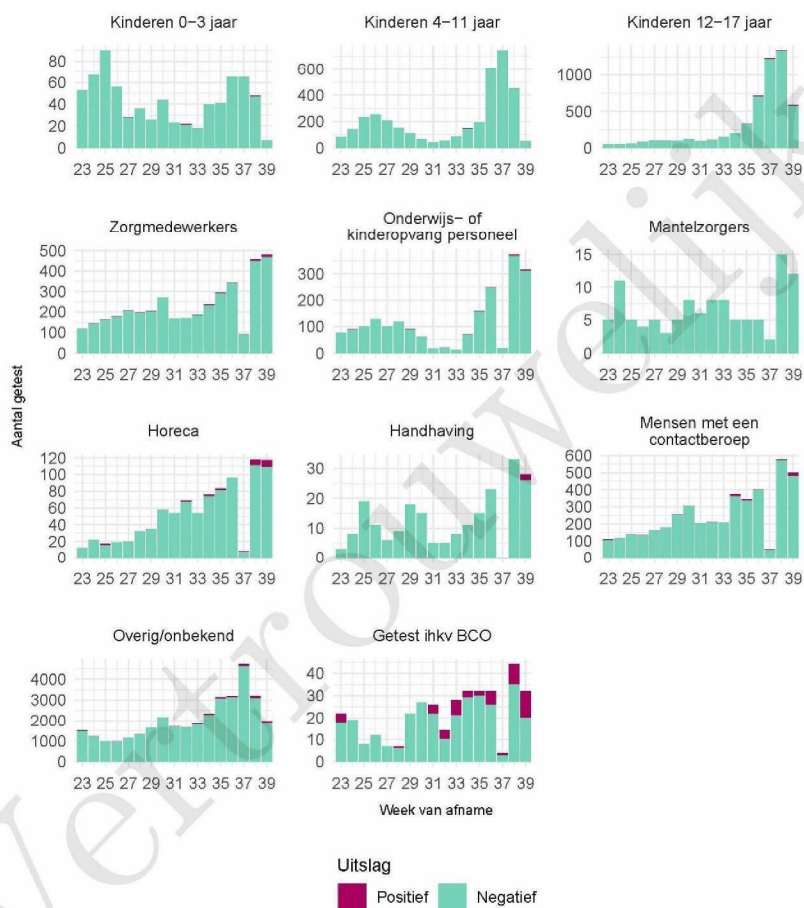 Kinderen 0−3 jaar
Kinderen 4−11 jaar
Kinderen 12−17 jaar
80
60
40
20
0
600
400
200
0
1000
500
0
23 25 27 29 31 33 35 37 39
23 25 27 29 31 33 35 37 39
23 25 27 29 31 33 35 37 39
Zorgmedewerkers
Onderwijs− of
kinderopvang personeel
Mantelzorgers
500
400
300
200
100
0
300
200
100
0
15
10
5
0
23 25 27 29 31 33 35 37 39
23 25 27 29 31 33 35 37 39
23 25 27 29 31 33 35 37 39
Aantal getest
Horeca
Handhaving
Mensen met een
contactberoep
120
100
80
60
40
20
0
30
20
10
0
600
500
400
300
200
100
0
23 25 27 29 31 33 35 37 39
23 25 27 29 31 33 35 37 39
23 25 27 29 31 33 35 37 39
Overig/onbekend
Getest ihkv BCO
4000
3000
2000
1000
0
40
30
20
10
0
23 25 27 29 31 33 35 37 39
23 25 27 29 31 33 35 37 39
Week van afname
Uitslag
Positief
Negatief
Vertrouwelijk